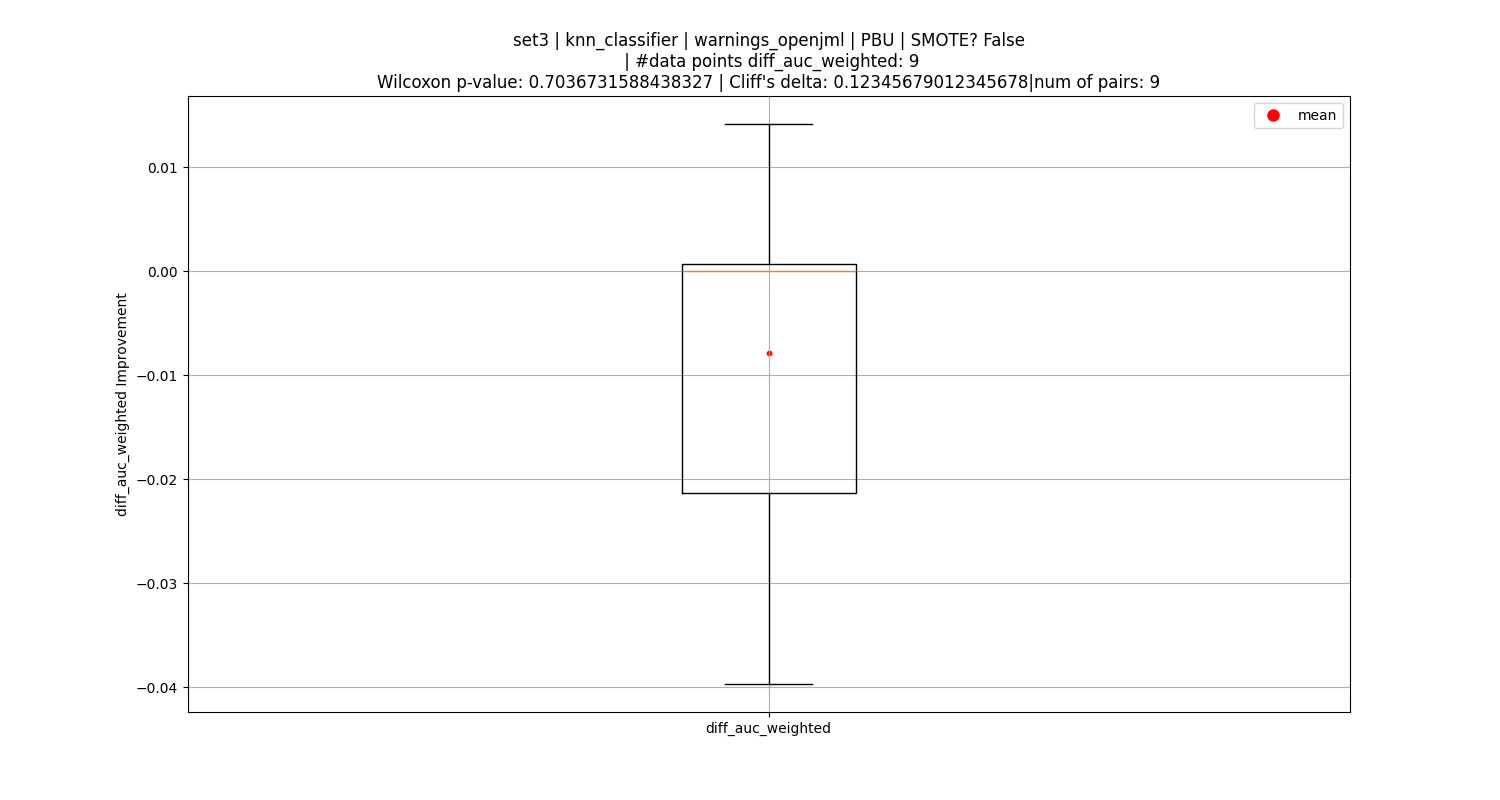 set3 | knn_classifier | warnings_openjml | PBU | SMOTE? False
| #data points diff_auc_weighted: 9
Wilcoxon p-value: 0.7036731588438327 | Cliff's delta: 0.12345679012345678|num of pairs: 9
mean
0.01
0.00
−0.01
−0.02
−0.03
−0.04
diff_auc_weighted Improvement
diff_auc_weighted